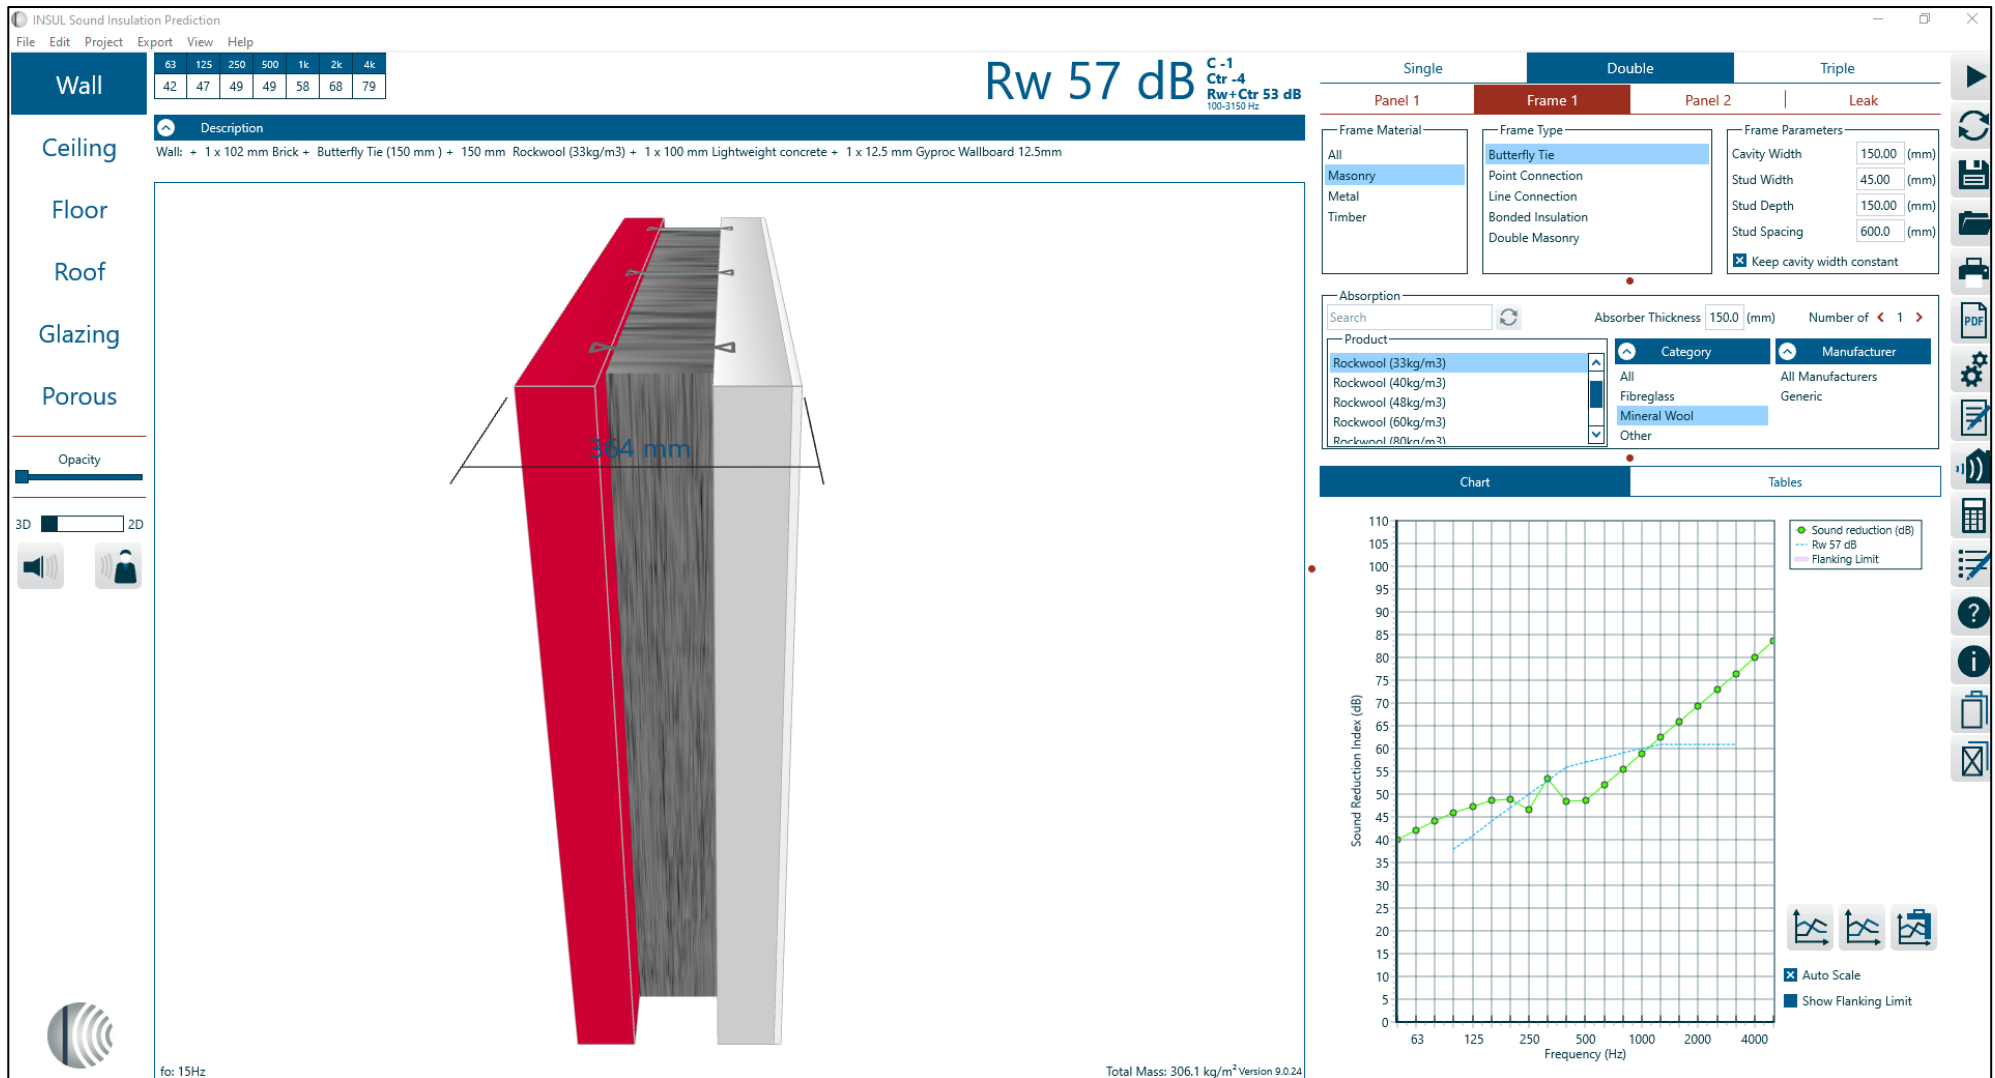 INSUL Sound Insulation Prediction
File Edit Project Export View Help
Wall
Ceiling
Floor
Roof
Glazing
Porous
Opacity
3D 2D
63 125 250 500 1k 2k 4k
42 47 49 49 58 68 79
Rw 57 dB
C -1
Ctr -4
Rw+Ctr 53 dB
100-3150 Hz
Description
Wall: + 1 x 102 mm Brick + Butterfly Tie (150 mm ) + 150 mm Rockwool (33kg/m3) + 1 x 100 mm Lightweight concrete + 1 x 12.5 mm Gyproc Wallboard 12.5mm
364 mm
fo: 15Hz
Total Mass: 306.1 kg/m² Version 9.0.24
Single Double Triple
Panel 1 Frame 1 Panel 2 Leak
Frame Material
All
Masonry
Metal
Timber
Frame Type
Butterfly Tie
Point Connection
Line Connection
Bonded Insulation
Double Masonry
Frame Parameters
Cavity Width 150.00 (mm)
Stud Width 45.00 (mm)
Stud Depth 150.00 (mm)
Stud Spacing 600.0 (mm)
Keep cavity width constant
Absorption
Search
Absorber Thickness 150.0 (mm) Number of < 1 >
Product
Rockwool (33kg/m3)
Rockwool (40kg/m3)
Rockwool (48kg/m3)
Rockwool (60kg/m3)
Rockwool (80kg/m3)
Category
All
Fibreglass
Mineral Wool
Other
Manufacturer
All Manufacturers
Generic
Chart Tables
Sound reduction (dB)
Rw 57 dB
Flanking Limit
Sound Reduction Index (dB)
110
105
100
95
90
85
80
75
70
65
60
55
50
45
40
35
30
25
20
15
10
5
0
63 125 250 500 1000 2000 4000
Frequency (Hz)
Auto Scale
Show Flanking Limit
PDF